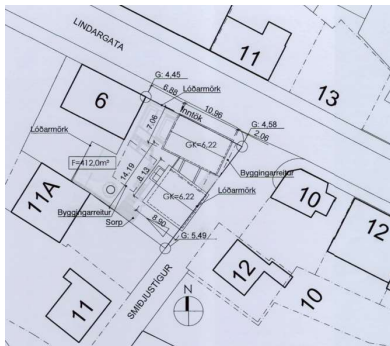 LINDARGATA
11
13
G: 4,45
6
6.88
Lóðarmörk
10.96
Inntök
7.06
G: 4,58
2.06
Lóðarmörk
GK=6.22
F=412,0m²
14.19
8.13
Byggingarreitur
10
11A
GK=6.22
Lóðarmörk
Byggingarreitur
Sorp
8.90
G: 5,49
12
12
11
SMIÐJUSTÍGUR
N
10